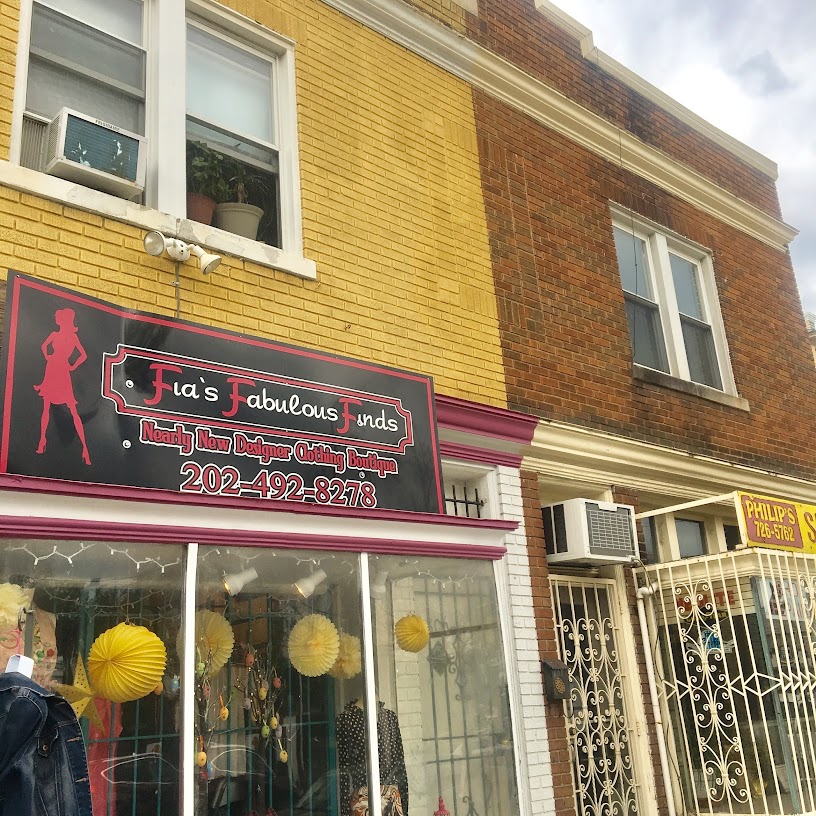 Fia's Fabulous Finds
Nearly New Designer Clothing Boutique
202-492-8278
PHILIP'S
726-5762